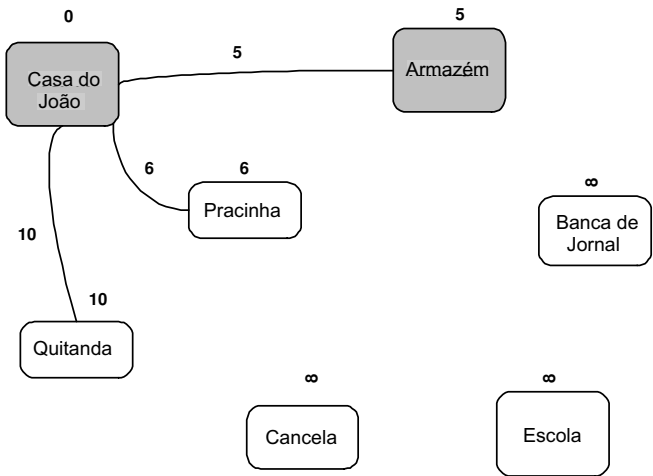 0
5
Casa do
João
5
Armazém
6
6
Pracinha
∞
Banca de
Jornal
10
10
Quitanda
∞
Cancela
∞
Escola